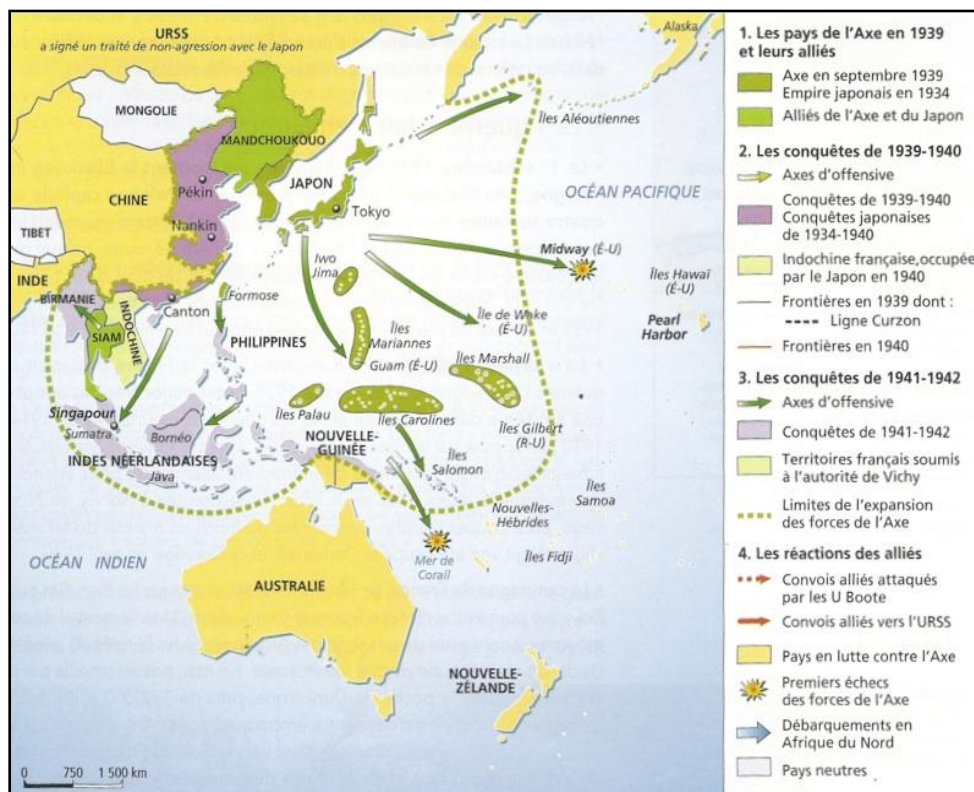 URSS
a signé un traité de non-agression avec le Japon
Alaska
MONGOLIE
MANDCHOUKOUO
Îles Aléoutiennes
JAPON
OCÉAN PACIFIQUE
CHINE
Pékin
Tokyo
Nankin
TIBET
Iwo
Jima
Midway (É-U)
Îles Hawaï
(É-U)
INDE
BIRMANIE
Formose
Canton
Îles
Mariannes
Île de Wake
(É-U)
Pearl
Harbor
SIAM
INDOCHINE
PHILIPPINES
Guam (É-U)
Îles Marshall
Singapour
Sumatra
Bornéo
Îles Palau
Îles Carolines
Îles Gilbert
(R-U)
NOUVELLE-
GUINÉE
INDES NÉERLANDAISES
Java
Îles
Salomon
Îles
Samoa
Nouvelles-
Hébrides
OCÉAN INDIEN
Mer de
Corail
Îles Fidji
AUSTRALIE
NOUVELLE-
ZÉLANDE
0 750 1 500 km
1. Les pays de l'Axe en 1939
et leurs alliés
Axe en septembre 1939
Empire japonais en 1934
Alliés de l'Axe et du Japon
2. Les conquêtes de 1939-1940
Axes d'offensive
Conquêtes de 1939-1940
Conquêtes japonaises
de 1934-1940
Indochine française,occupée
par le Japon en 1940
Frontières en 1939 dont :
Ligne Curzon
Frontières en 1940
3. Les conquêtes de 1941-1942
Axes d'offensive
Conquêtes de 1941-1942
Territoires français soumis
à l'autorité de Vichy
Limites de l'expansion
des forces de l'Axe
4. Les réactions des alliés
Convois alliés attaqués
par les U Boote
Convois alliés vers l'URSS
Pays en lutte contre l'Axe
Premiers échecs
des forces de l'Axe
Débarquements en
Afrique du Nord
Pays neutres